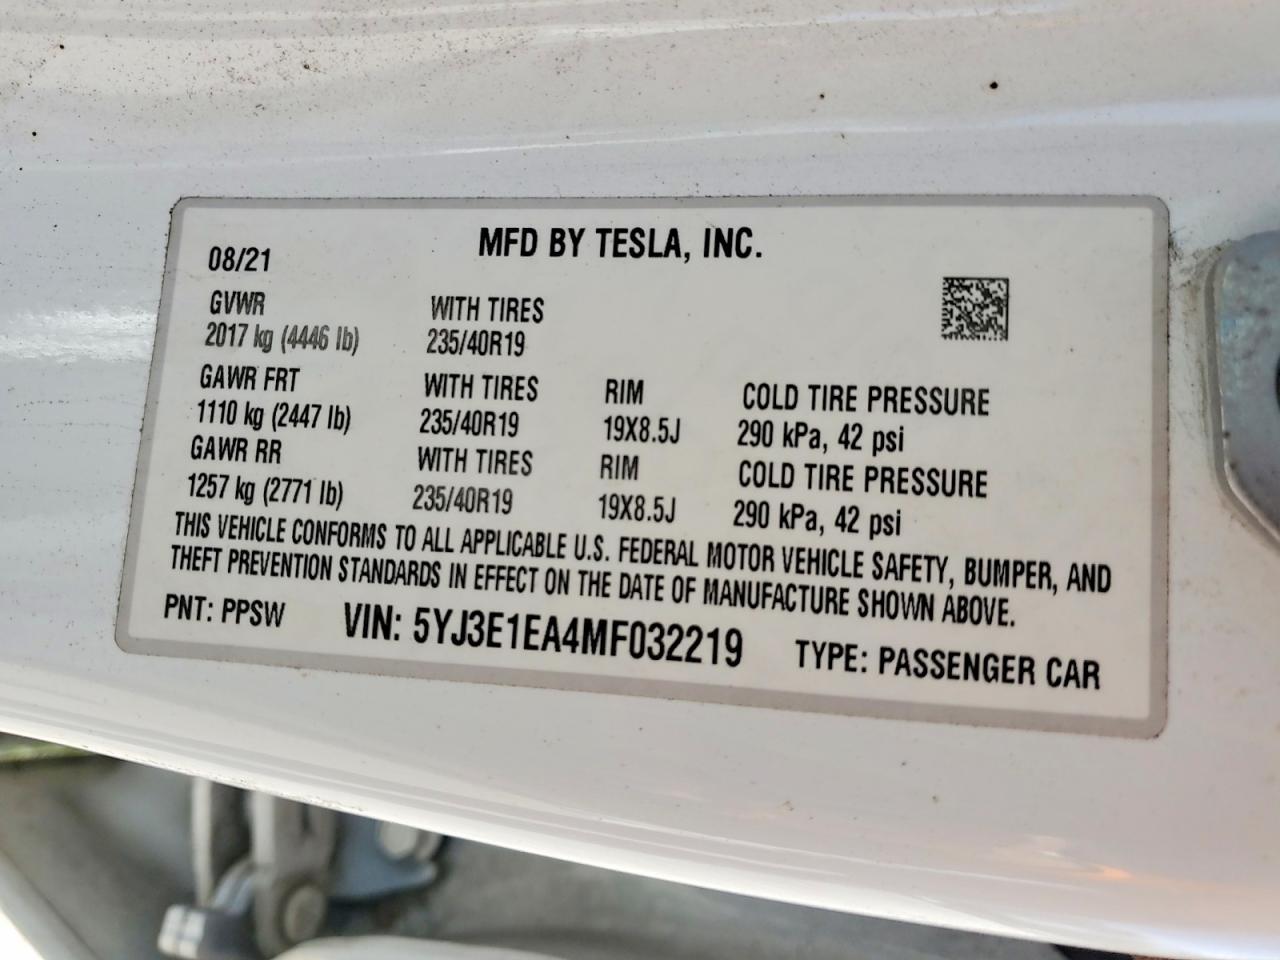 MFD BY TESLA, INC.
08/21
GVWR WITH TIRES
2017 kg (4446 lb) 235/40R19
GAWR FRT WITH TIRES RIM COLD TIRE PRESSURE
1110 kg (2447 lb) 235/40R19 19X8.5J 290 kPa, 42 psi
GAWR RR WITH TIRES RIM COLD TIRE PRESSURE
1257 kg (2771 lb) 235/40R19 19X8.5J 290 kPa, 42 psi
THIS VEHICLE CONFORMS TO ALL APPLICABLE U.S. FEDERAL MOTOR VEHICLE SAFETY, BUMPER, AND
THEFT PREVENTION STANDARDS IN EFFECT ON THE DATE OF MANUFACTURE SHOWN ABOVE.
PNT: PPSW VIN: 5YJ3E1EA4MF032219 TYPE: PASSENGER CAR